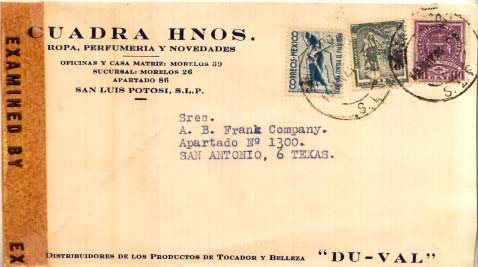 CUADRA HNOS.
ROPA, PERFUMERIA Y NOVEDADES
OFICINAS Y CASA MATRIZ: MORELOS 39
SUCURSAL: MORELOS 26
APARTADO 86
SAN LUIS POTOSI, S.L.P.
EXAMINED BY
EX
CORREOS MEXICO
Sres.
A. B. Frank Company.
Apartado Nº 1300.
SAN ANTONIO, 6 TEXAS.
DISTRIBUIDORES DE LOS PRODUCTOS DE TOCADOR Y BELLEZA "DU-VAL"